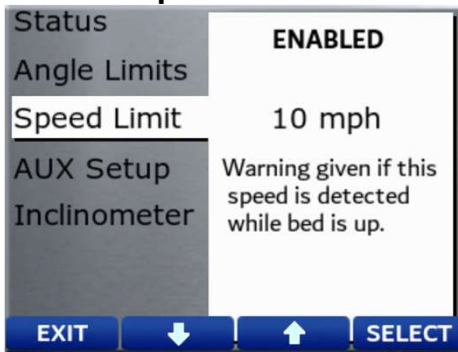 Status
Angle Limits
Speed Limit
AUX Setup
Inclinometer
ENABLED
10 mph
Warning given if this
speed is detected
while bed is up.
EXIT
SELECT